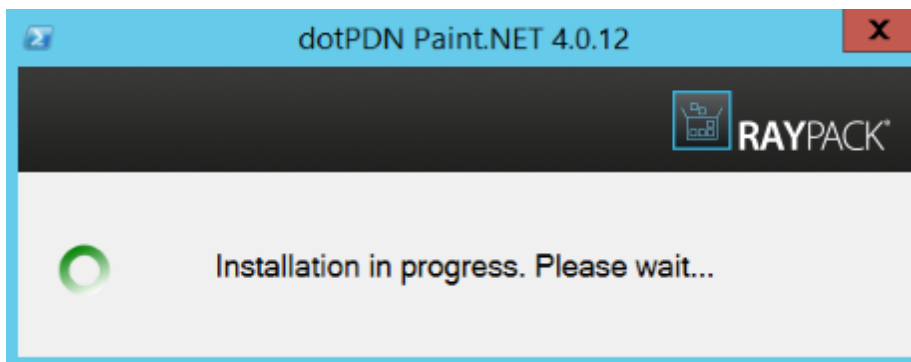 dotPDN Paint.NET 4.0.12
x
RAYPACK®
Installation in progress. Please wait...